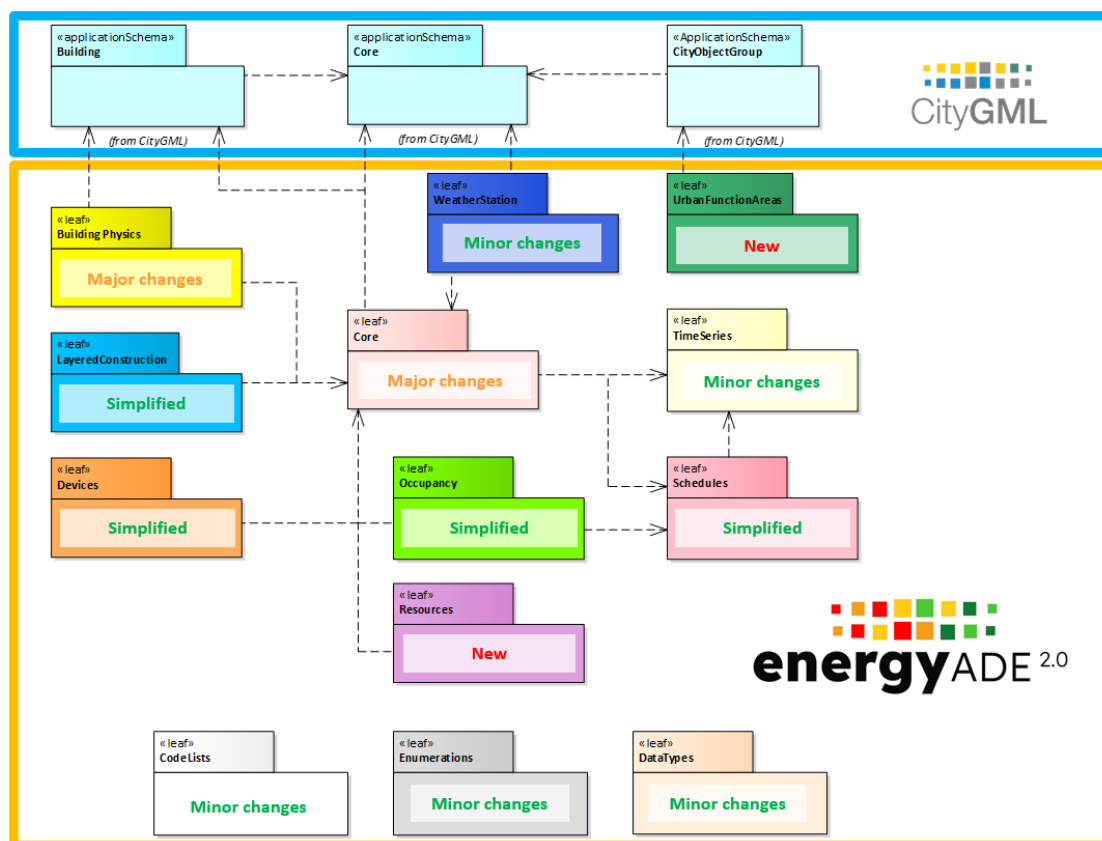 «applicationSchema»
Building
«applicationSchema»
Core
«ApplicationSchema»
CityObjectGroup
CityGML
(from CityGML)
(from CityGML)
(from CityGML)
«leaf»
WeatherStation
Minor changes
«leaf»
UrbanFunctionAreas
New
«leaf»
Building Physics
Major changes
«leaf»
Core
Major changes
«leaf»
TimeSeries
Minor changes
«leaf»
LayeredConstruction
Simplified
«leaf»
Devices
Simplified
«leaf»
Occupancy
Simplified
«leaf»
Schedules
Simplified
«leaf»
Resources
New
energyADE 2.0
«leaf»
CodeLists
Minor changes
«leaf»
Enumerations
Minor changes
«leaf»
DataTypes
Minor changes